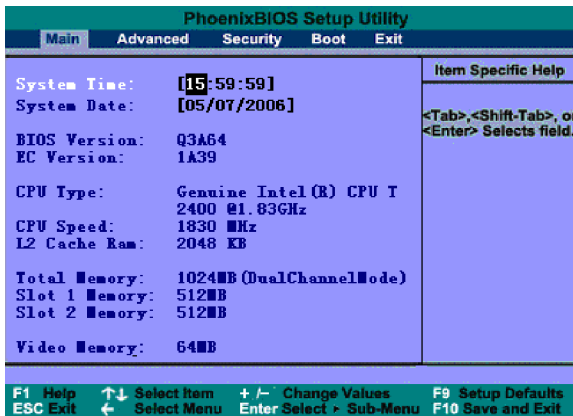 PhoenixBIOS Setup Utility
Main Advanced Security Boot Exit
Item Specific Help
System Time: [15:59:59]
System Date: [05/07/2006]
<Tab>,<Shift-Tab>, o
<Enter> Selects field.
BIOS Version: Q3A64
EC Version: 1A39
CPU Type: Genuine Intel(R) CPU T
2400 @1.83GHz
CPU Speed: 1830 MHz
L2 Cache Ram: 2048 KB
Total Memory: 1024MB(DualChannelMode)
Slot 1 Memory: 512MB
Slot 2 Memory: 512MB
Video Memory: 64MB
F1 Help ↑↓ Select Item + /- Change Values F9 Setup Defaults
ESC Exit ← Select Menu Enter Select ▸ Sub-Menu F10 Save and Exit